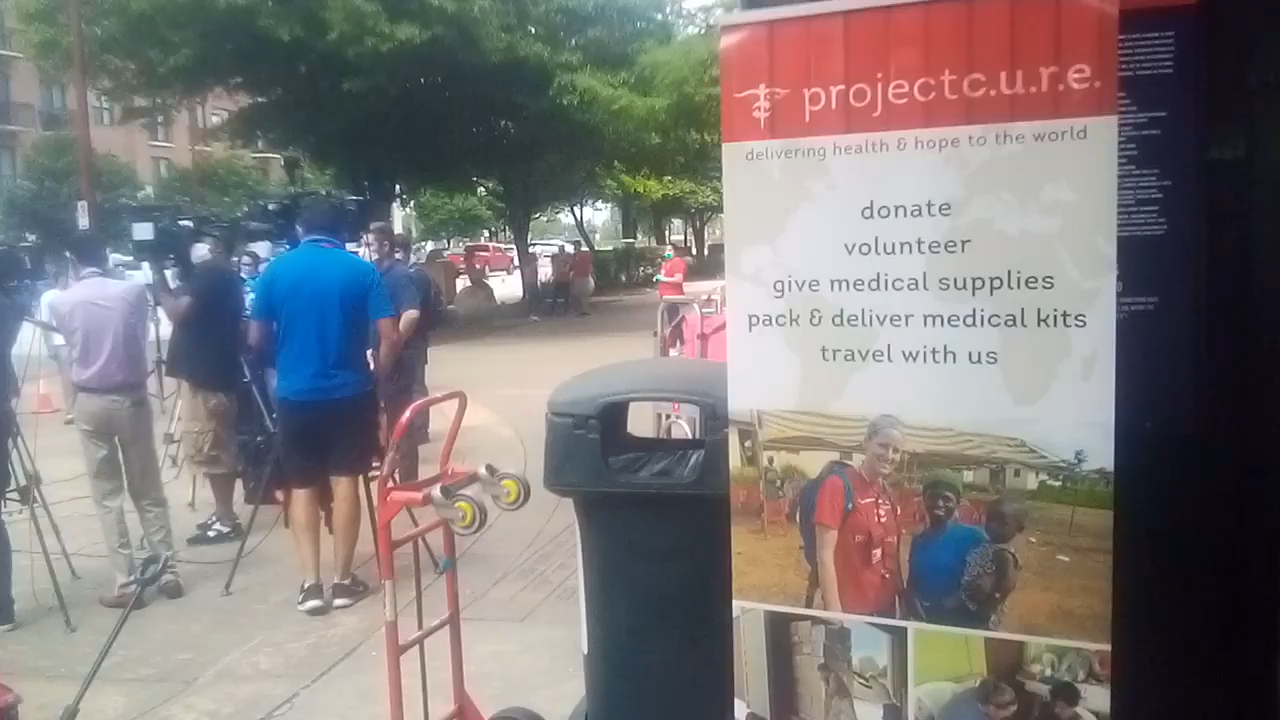 projectc.u.r.e.
delivering health & hope to the world
donate
volunteer
give medical supplies
pack & deliver medical kits
travel with us